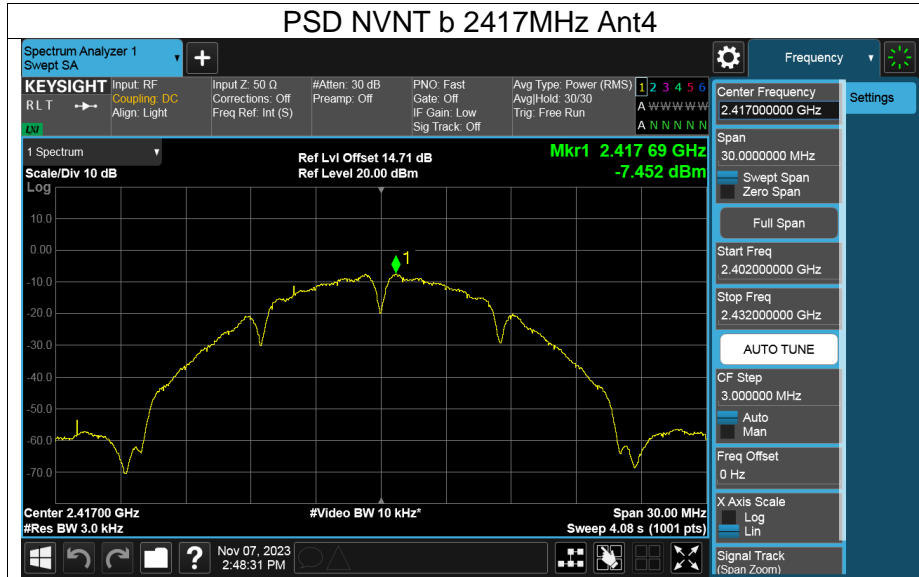 PSD NVNT b 2417MHz Ant4
Spectrum Analyzer 1
Swept SA
Frequency
KEYSIGHT
R L T
LXI
Input: RF
Coupling: DC
Align: Light
Input Z: 50 Ω
Corrections: Off
Freq Ref: Int (S)
#Atten: 30 dB
Preamp: Off
PNO: Fast
Gate: Off
IF Gain: Low
Sig Track: Off
Avg Type: Power (RMS)
Avg|Hold: 30/30
Trig: Free Run
1 2 3 4 5 6
A W W W W W
A N N N N N
1 Spectrum
Scale/Div 10 dB
Ref Lvl Offset 14.71 dB
Ref Level 20.00 dBm
Mkr1 2.417 69 GHz
-7.452 dBm
Log
10.0
0.00
-10.0
-20.0
-30.0
-40.0
-50.0
-60.0
-70.0
1
Center 2.41700 GHz
#Res BW 3.0 kHz
#Video BW 10 kHz*
Span 30.00 MHz
Sweep 4.08 s (1001 pts)
Nov 07, 2023
2:48:31 PM
Center Frequency
2.417000000 GHz
Span
30.0000000 MHz
Swept Span
Zero Span
Full Span
Start Freq
2.402000000 GHz
Stop Freq
2.432000000 GHz
AUTO TUNE
CF Step
3.000000 MHz
Auto
Man
Freq Offset
0 Hz
X Axis Scale
Log
Lin
Signal Track
(Span Zoom)
Settings